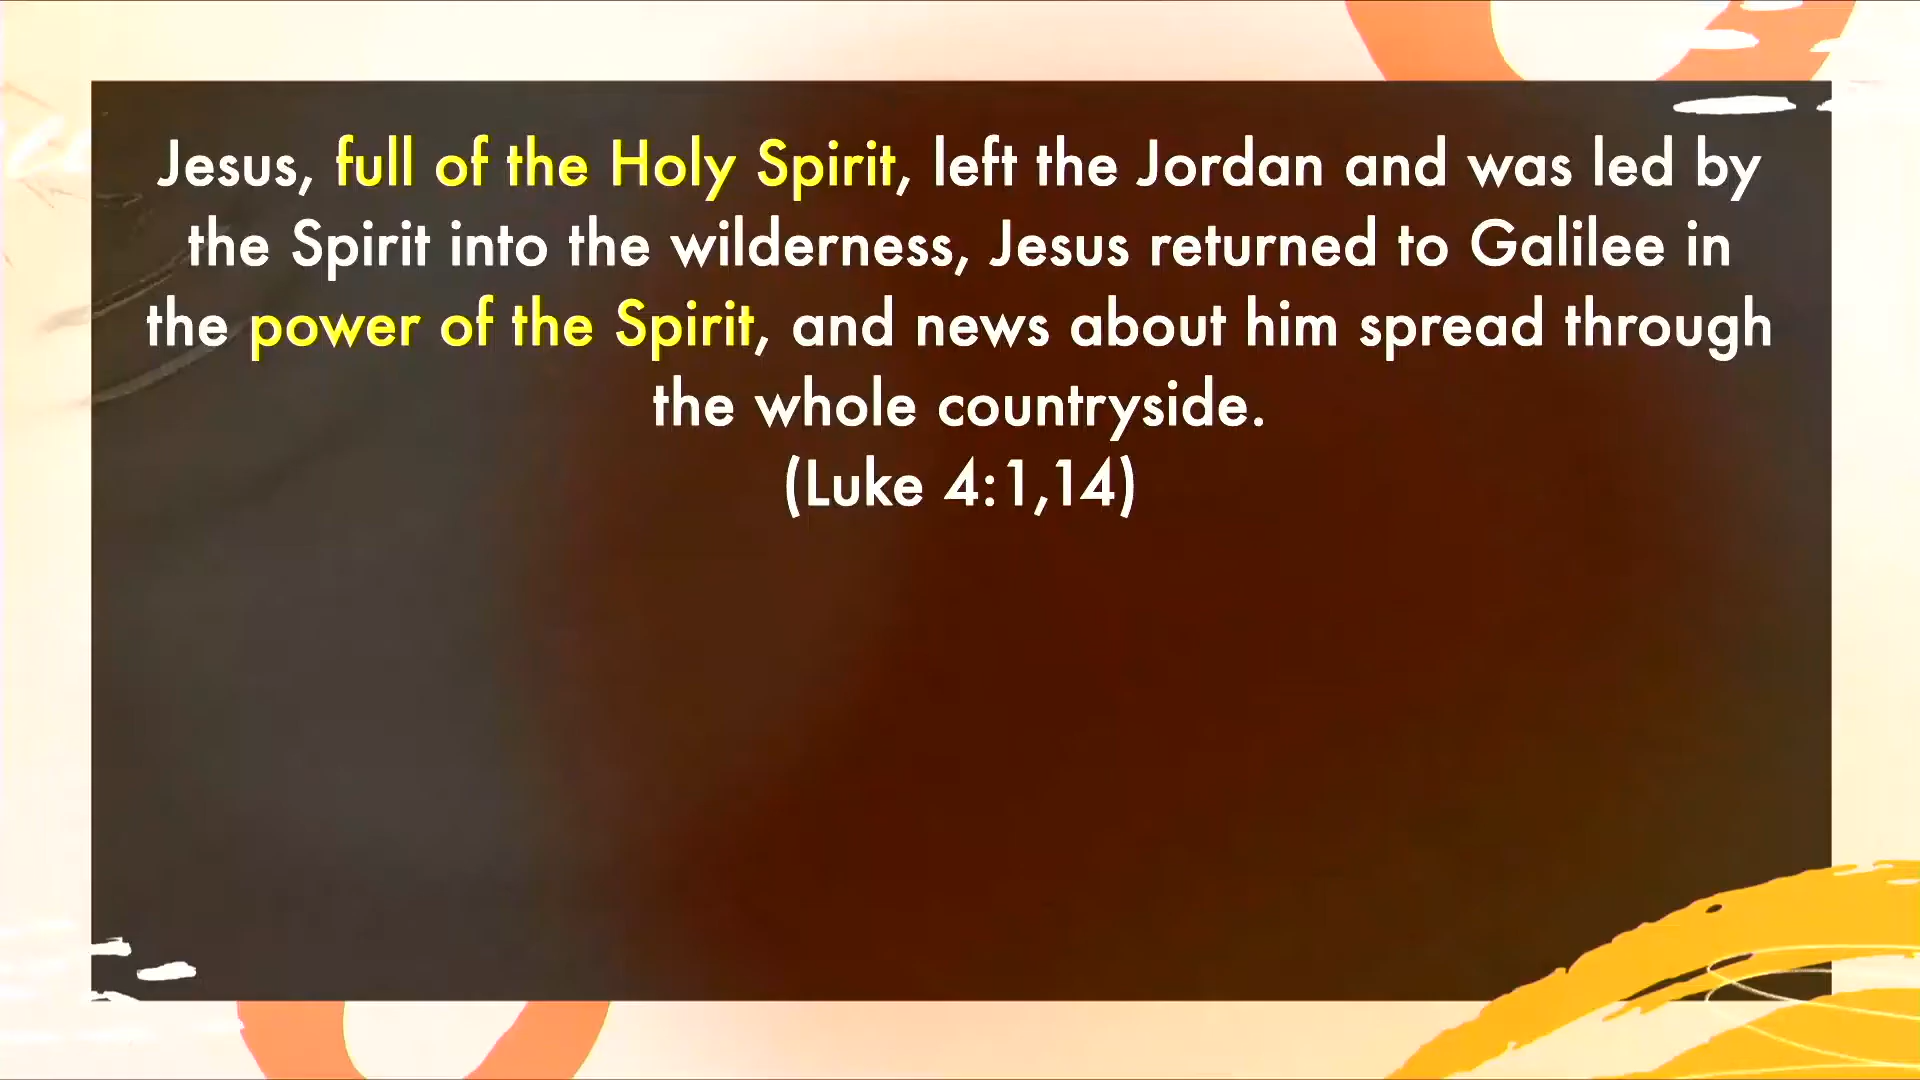 Jesus, full of the Holy Spirit, left the Jordan and was led by
the Spirit into the wilderness, Jesus returned to Galilee in
the power of the Spirit, and news about him spread through
the whole countryside.
(Luke 4:1,14)